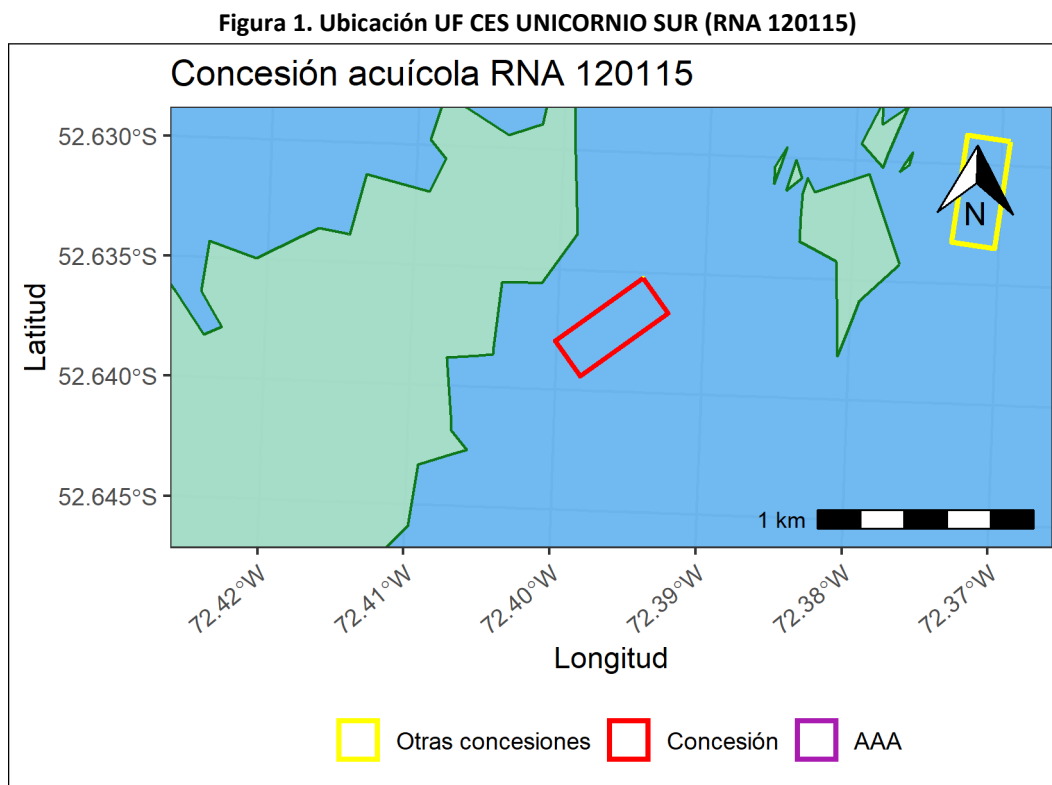 Figura 1. Ubicación UF CES UNICORNIO SUR (RNA 120115)
Concesión acuícola RNA 120115
52.630°S
52.635°S
52.640°S
52.645°S
Latitud
N
1 km
72.42°W
72.41°W
72.40°W
72.39°W
72.38°W
72.37°W
Longitud
Otras concesiones
Concesión
AAA